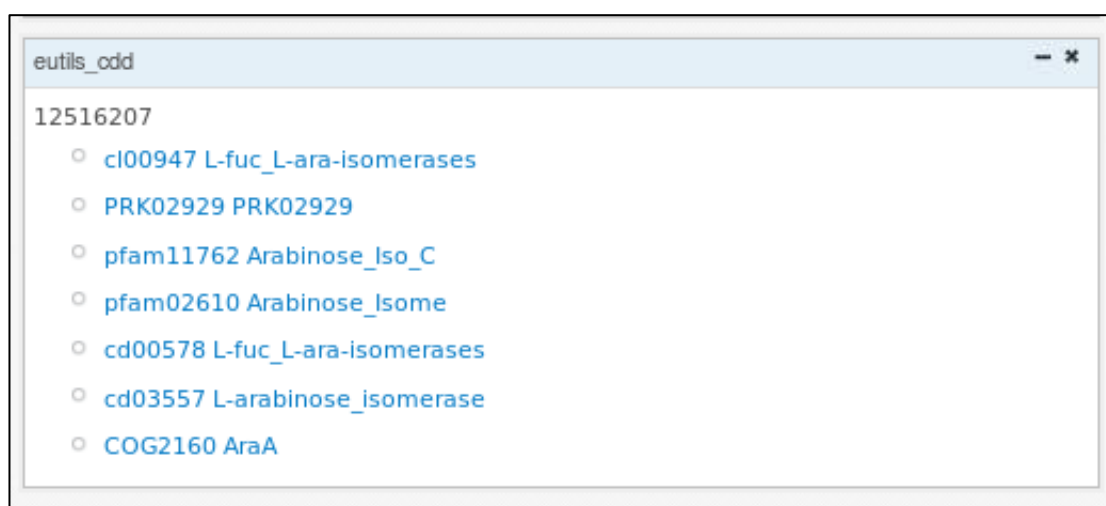 eutils_cdd
12516207
cl00947 L-fuc_L-ara-isomerases
PRK02929 PRK02929
pfam11762 Arabinose_Iso_C
pfam02610 Arabinose_Isome
cd00578 L-fuc_L-ara-isomerases
cd03557 L-arabinose_isomerase
COG2160 AraA